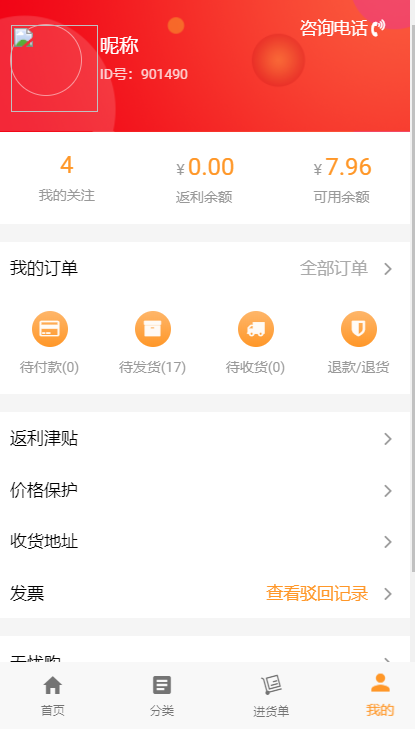 咨询电话
昵称
ID号：901490
4 ¥0.00 ¥7.96
我的关注 返利余额 可用余额
我的订单 全部订单
待付款(0) 待发货(17) 待收货(0) 退款/退货
返利津贴
价格保护
收货地址
发票 查看驳回记录
无忧购
首页 分类 进货单 我的